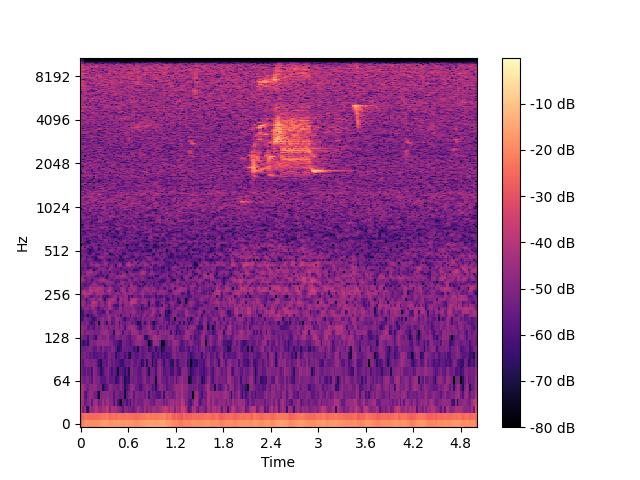 8192
4096
2048
1024
512
256
128
64
0
Hz
0 0.6 1.2 1.8 2.4 3 3.6 4.2 4.8
Time
-10 dB
-20 dB
-30 dB
-40 dB
-50 dB
-60 dB
-70 dB
-80 dB